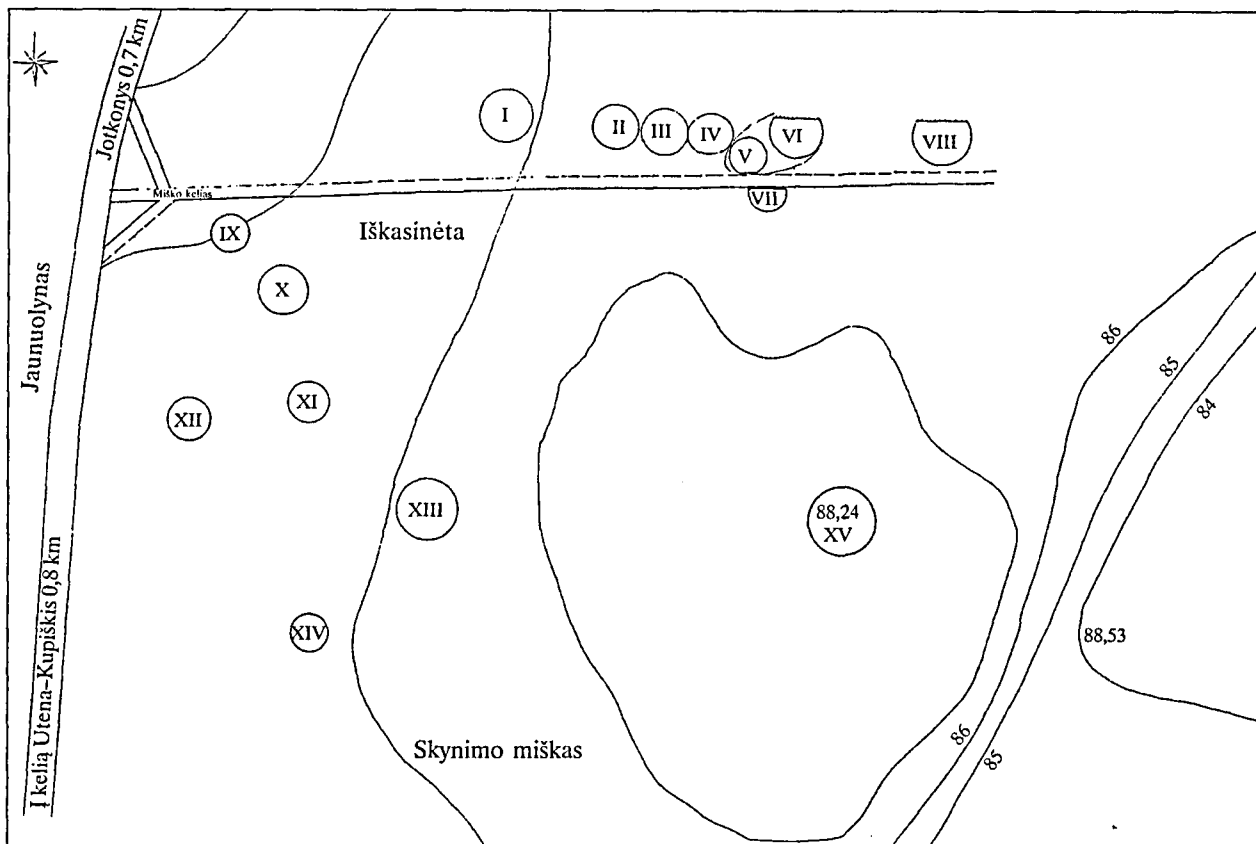 Jotkonys 0,7 km
Jaunuolynas
Į kelią Utena–Kupiškis 0,8 km
Miško kelias
I
II
III
IV
V
VI
VII
VIII
IX
Iškasinėta
X
XI
XII
XIII
88,24
XV
XIV
88,53
86
85
84
86
85
Skynimo miškas